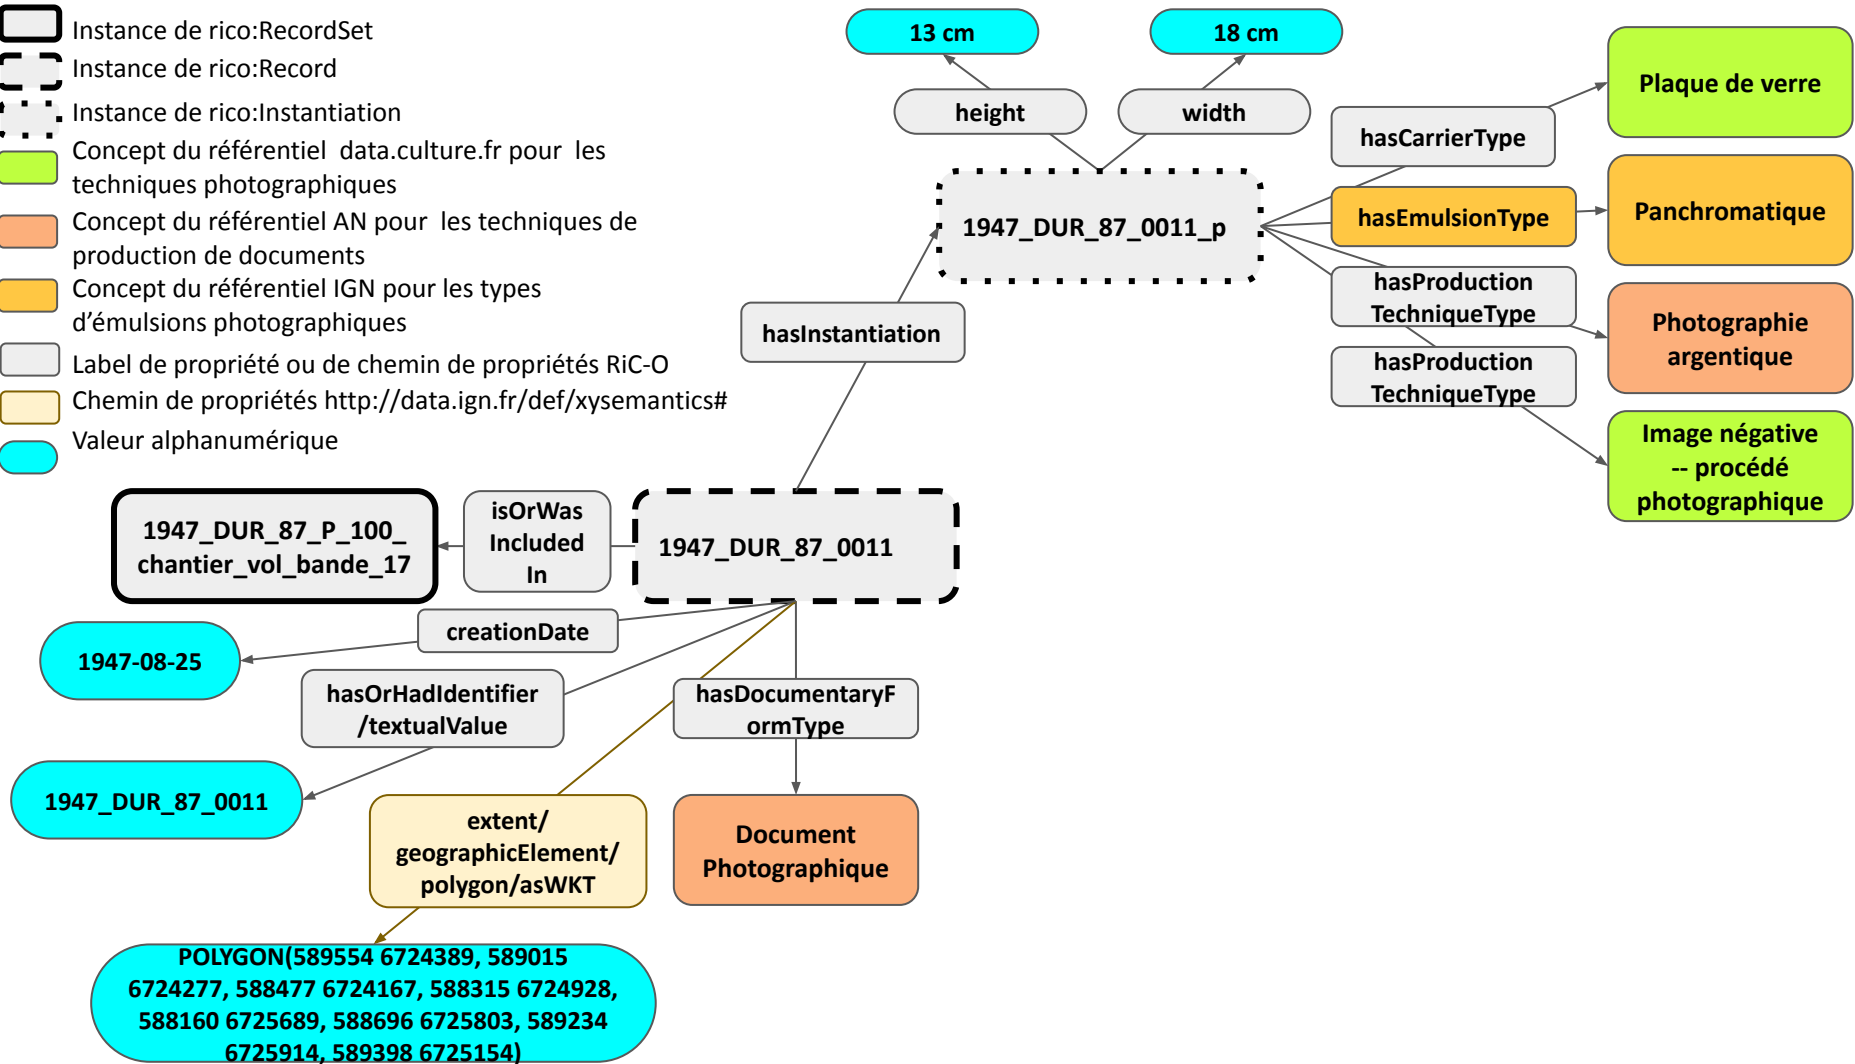 Instance de rico:RecordSet
Instance de rico:Record
Instance de rico:Instantiation
Concept du référentiel  data.culture.fr pour  les
techniques photographiques
Concept du référentiel AN pour  les techniques de
production de documents
Concept du référentiel IGN pour les types
d’émulsions photographiques
Label de propriété ou de chemin de propriétés RiC-O
Chemin de propriétés http://data.ign.fr/def/xysemantics#
Valeur alphanumérique
13 cm
18 cm
height
width
hasCarrierType
Plaque de verre
1947_DUR_87_0011_p
hasEmulsionType
Panchromatique
hasProduction
TechniqueType
Photographie
argentique
hasProduction
TechniqueType
Image négative
-- procédé
photographique
hasInstantiation
1947_DUR_87_P_100_
chantier_vol_bande_17
isOrWas
Included
In
1947_DUR_87_0011
creationDate
1947-08-25
hasOrHadIdentifier
/textualValue
hasDocumentaryF
ormType
1947_DUR_87_0011
extent/
geographicElement/
polygon/asWKT
Document
Photographique
POLYGON(589554 6724389, 589015
6724277, 588477 6724167, 588315 6724928,
588160 6725689, 588696 6725803, 589234
6725914, 589398 6725154)